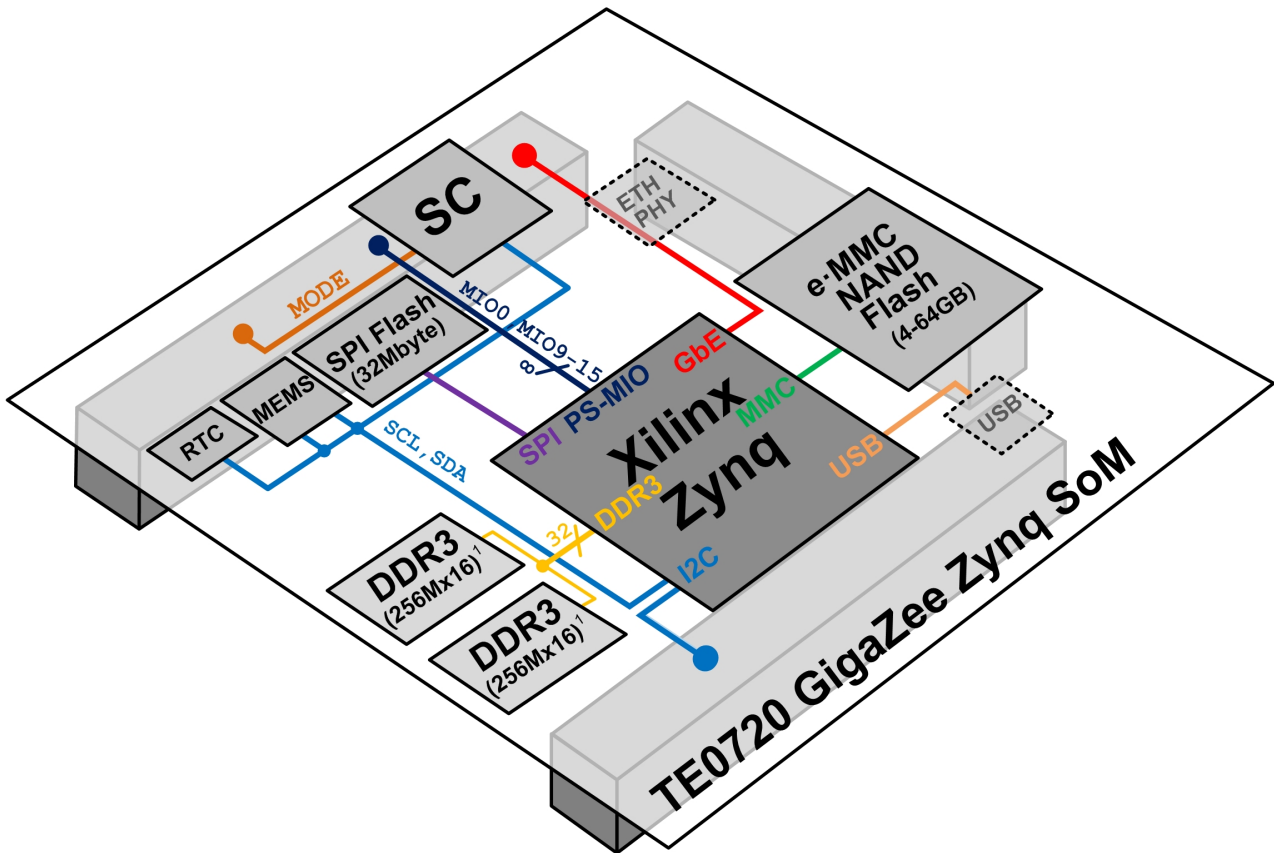 SC
ETH
PHY
e·MMC
NAND
Flash
(4-64GB)
MODE
MIO0,MIO9-15
8
SPI Flash
(32Mbyte)
MEMS
RTC
SCL,SDA
GbE
PS-MIO
SPI
MMC
USB
Xilinx
Zynq
DDR3
I2C
32
USB
DDR3
(256Mx16)¹
DDR3
(256Mx16)¹
TE0720 GigaZee Zynq SoM